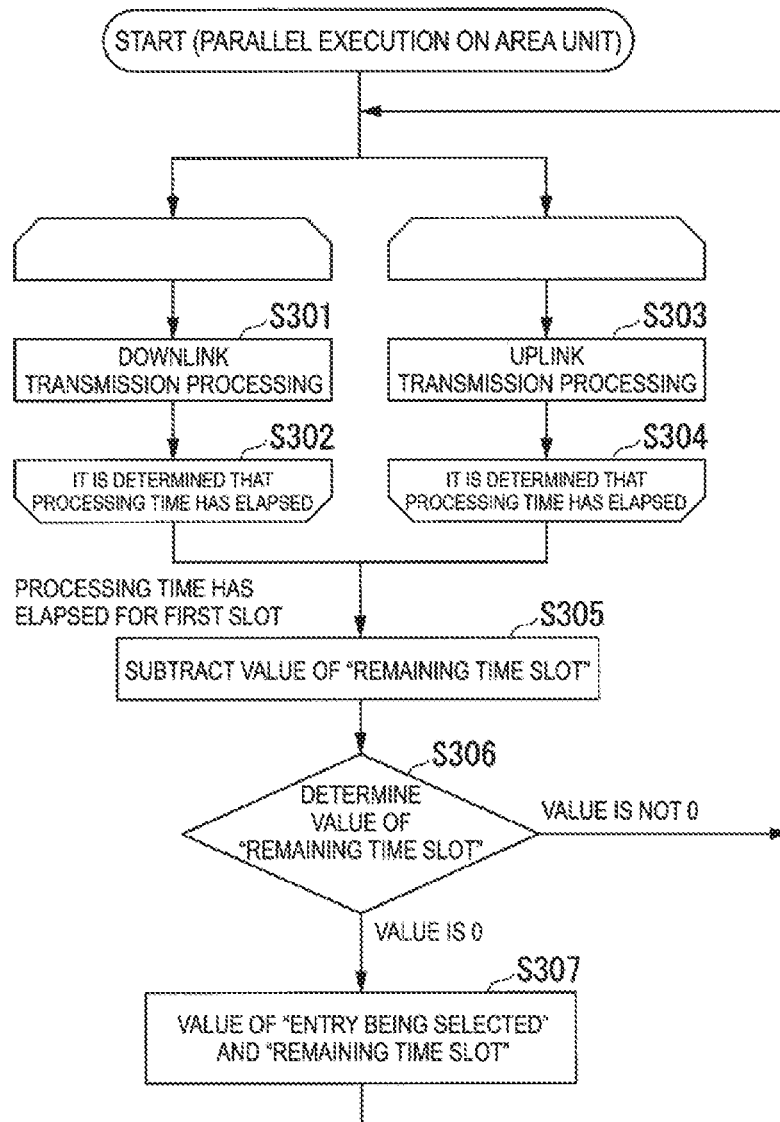 START (PARALLEL EXECUTION ON AREA UNIT)
S301
DOWNLINK
TRANSMISSION PROCESSING
S303
UPLINK
TRANSMISSION PROCESSING
S302
IT IS DETERMINED THAT
PROCESSING TIME HAS ELAPSED
S304
IT IS DETERMINED THAT
PROCESSING TIME HAS ELAPSED
PROCESSING TIME HAS
ELAPSED FOR FIRST SLOT
S305
SUBTRACT VALUE OF "REMAINING TIME SLOT"
S306
DETERMINE
VALUE OF
"REMAINING TIME SLOT"
VALUE IS NOT 0
VALUE IS 0
S307
VALUE OF "ENTRY BEING SELECTED"
AND "REMAINING TIME SLOT"